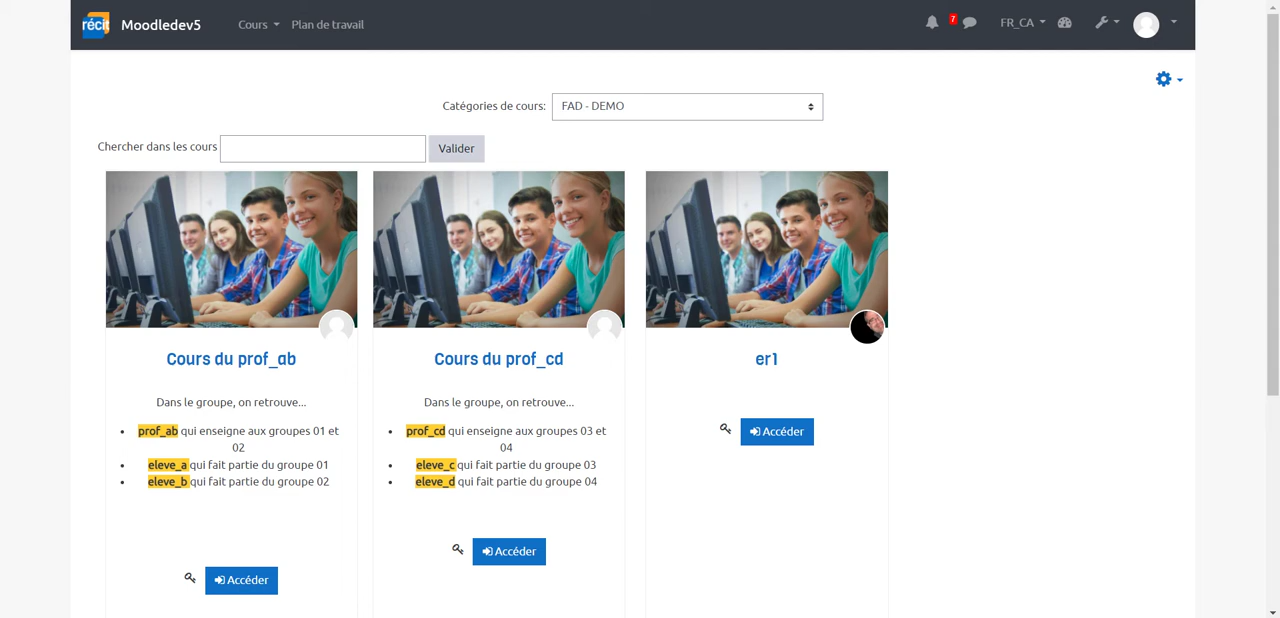 récit Moodledev5 Cours Plan de travail 7 FR_CA
Catégories de cours: FAD - DEMO
Chercher dans les cours Valider
Cours du prof_ab
Dans le groupe, on retrouve...
• prof_ab qui enseigne aux groupes 01 et
02
• eleve_a qui fait partie du groupe 01
• eleve_b qui fait partie du groupe 02
Accéder
Cours du prof_cd
Dans le groupe, on retrouve...
• prof_cd qui enseigne aux groupes 03 et
04
• eleve_c qui fait partie du groupe 03
• eleve_d qui fait partie du groupe 04
Accéder
er1
Accéder